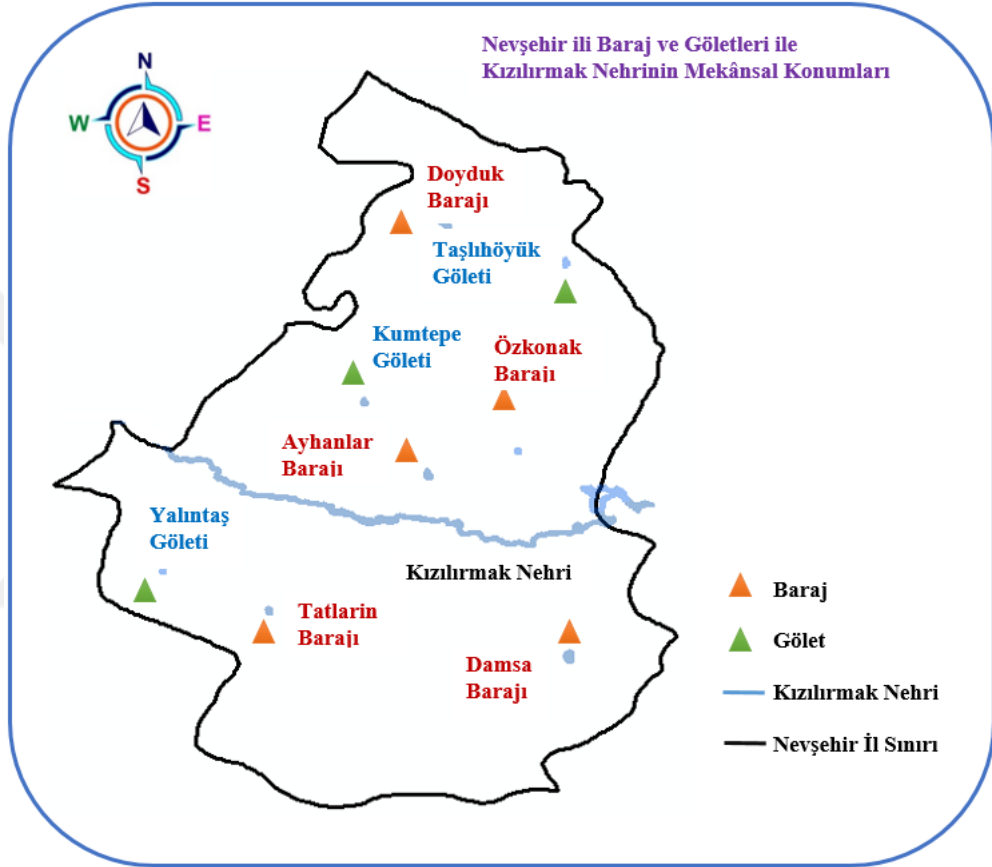 Nevşehir ili Baraj ve Göletleri ile
Kızılırmak Nehrinin Mekânsal Konumları
N
W
E
S
Doyduk
Barajı
Taşlıhöyük
Göleti
Kumtepe
Göleti
Özkonak
Barajı
Ayhanlar
Barajı
Yalıntaş
Göleti
Kızılırmak Nehri
Tatlarin
Barajı
Damsa
Barajı
Baraj
Gölet
Kızılırmak Nehri
Nevşehir İl Sınırı